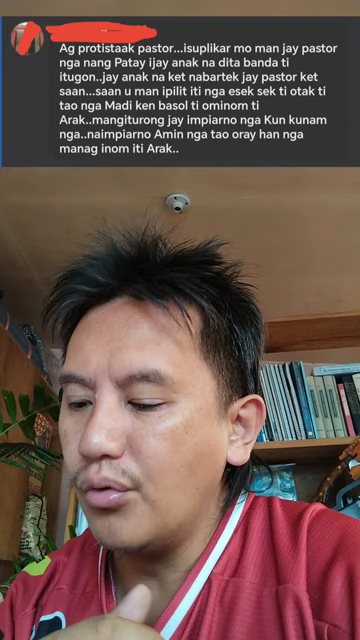 Ag protistaak pastor...isuplikar mo man jay pastor
nga nang Patay ijay anak na dita banda ti
itugon..jay anak na ket nabartek jay pastor ket
saan...saan u man ipilit iti nga esek sek ti otak ti
tao nga Madi ken basol ti ominom ti
Arak..mangiturong jay impiarno nga Kun kunam
nga..naimpiarno Amin nga tao oray han nga
manag inom iti Arak..